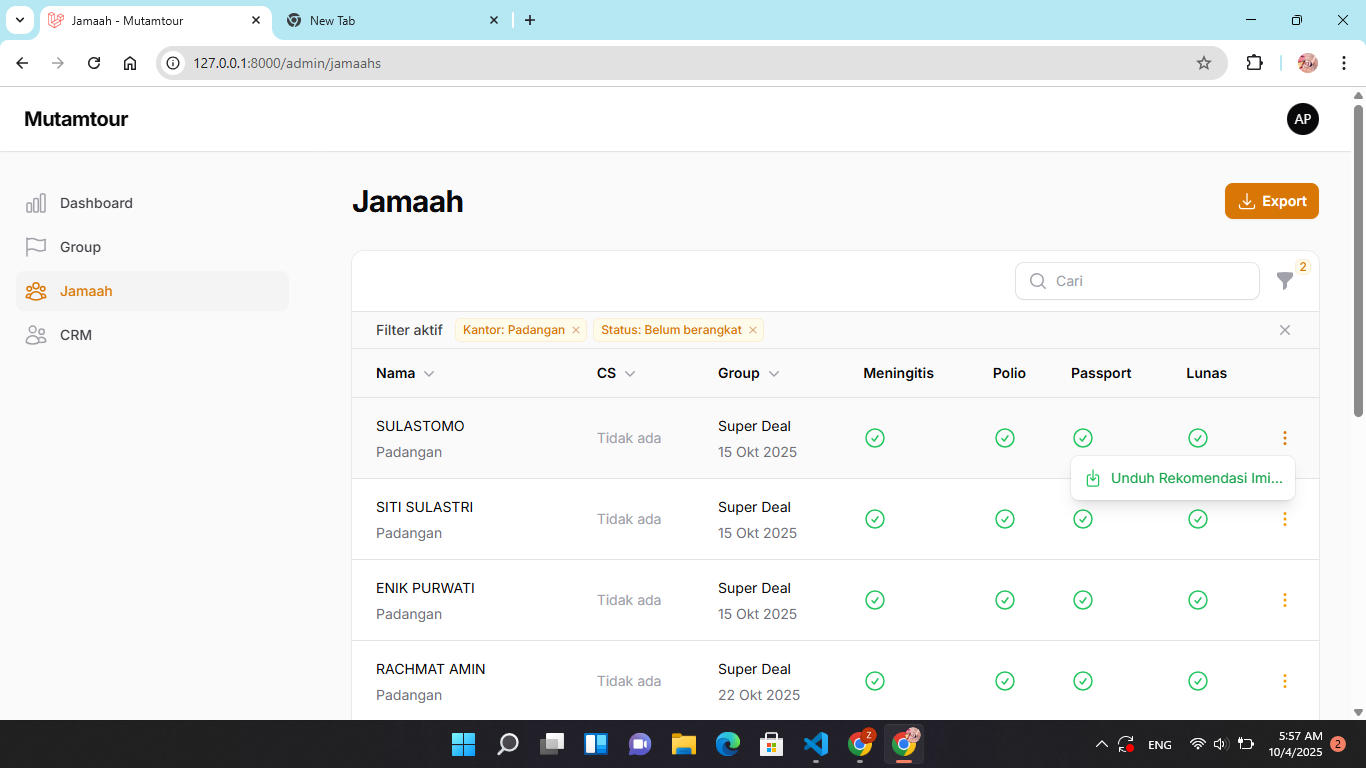 Jamaah - Mutamtour
New Tab
127.0.0.1:8000/admin/jamaahs
Mutamtour
AP
Dashboard
Group
Jamaah
CRM
Jamaah
Export
Cari
2
Filter aktif
Kantor: Padangan
Status: Belum berangkat
Nama CS Group Meningitis Polio Passport Lunas
SULASTOMO
Padangan
Tidak ada
Super Deal
15 Okt 2025
Unduh Rekomendasi Imi...
SITI SULASTRI
Padangan
Tidak ada
Super Deal
15 Okt 2025
ENIK PURWATI
Padangan
Tidak ada
Super Deal
15 Okt 2025
RACHMAT AMIN
Padangan
Tidak ada
Super Deal
22 Okt 2025
Z
ENG
5:57 AM
10/4/2025
2